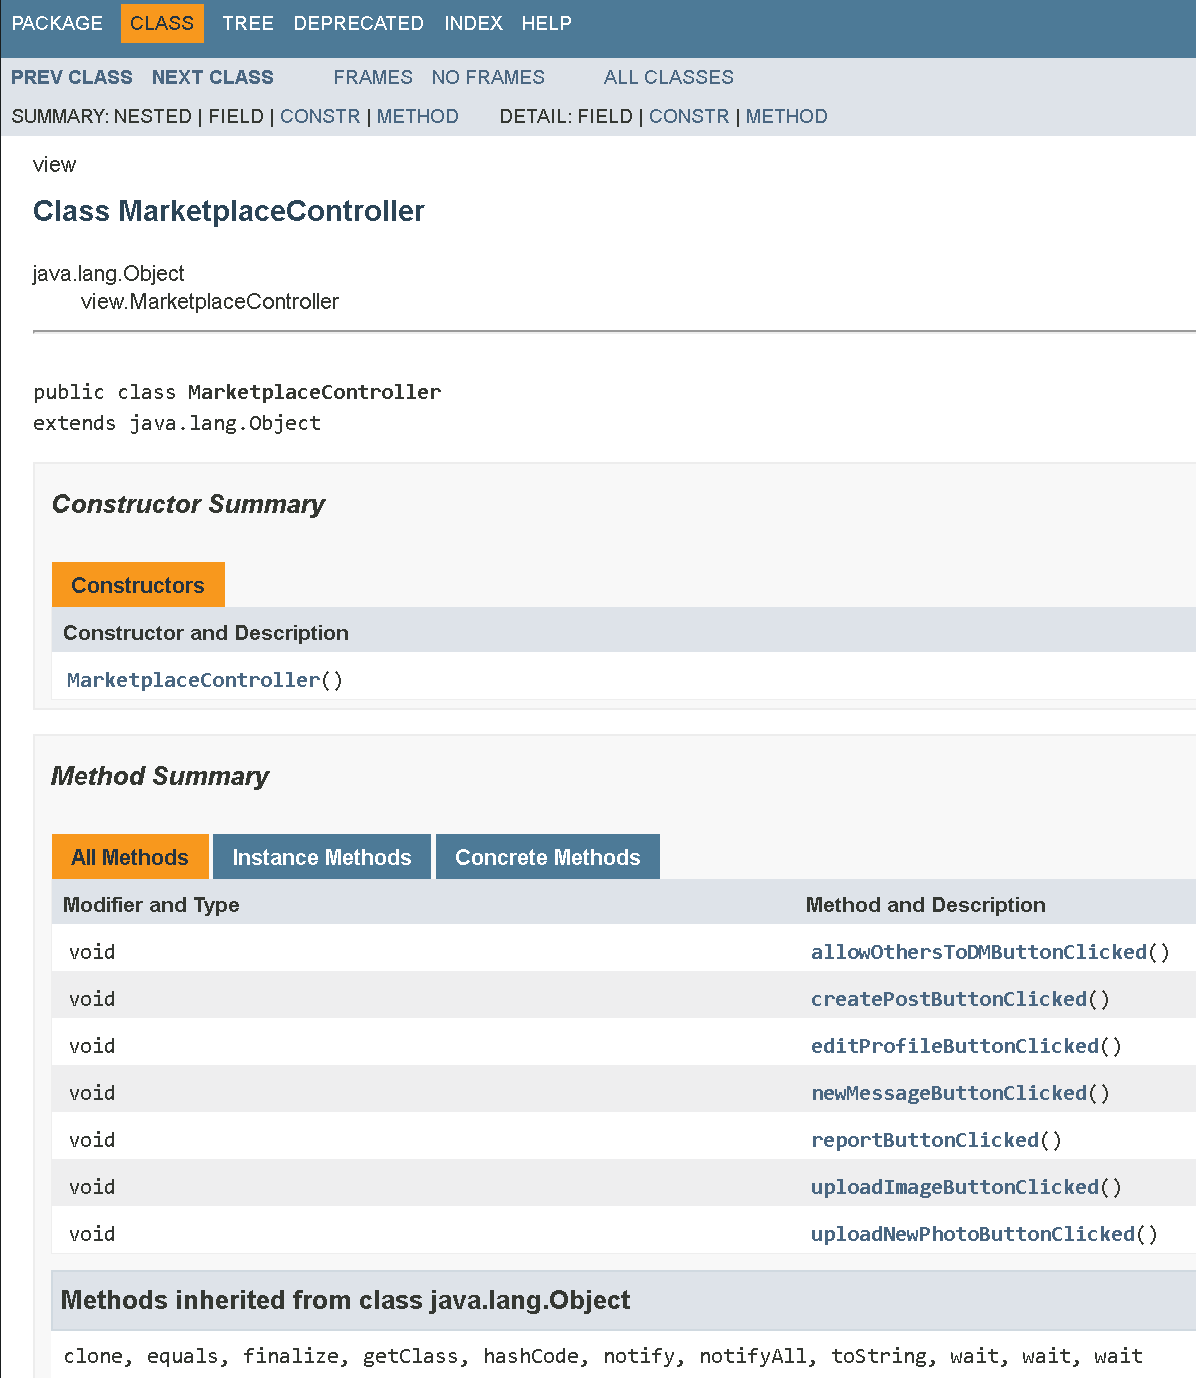 PACKAGE CLASS TREE DEPRECATED INDEX HELP
PREV CLASS NEXT CLASS FRAMES NO FRAMES ALL CLASSES
SUMMARY: NESTED | FIELD | CONSTR | METHOD DETAIL: FIELD | CONSTR | METHOD
view
Class MarketplaceController
java.lang.Object
view.MarketplaceController
public class MarketplaceController
extends java.lang.Object
Constructor Summary
Constructors
Constructor and Description
MarketplaceController()
Method Summary
All Methods Instance Methods Concrete Methods
Modifier and Type Method and Description
void allowOthersToDMButtonClicked()
void createPostButtonClicked()
void editProfileButtonClicked()
void newMessageButtonClicked()
void reportButtonClicked()
void uploadImageButtonClicked()
void uploadNewPhotoButtonClicked()
Methods inherited from class java.lang.Object
clone, equals, finalize, getClass, hashCode, notify, notifyAll, toString, wait, wait, wait